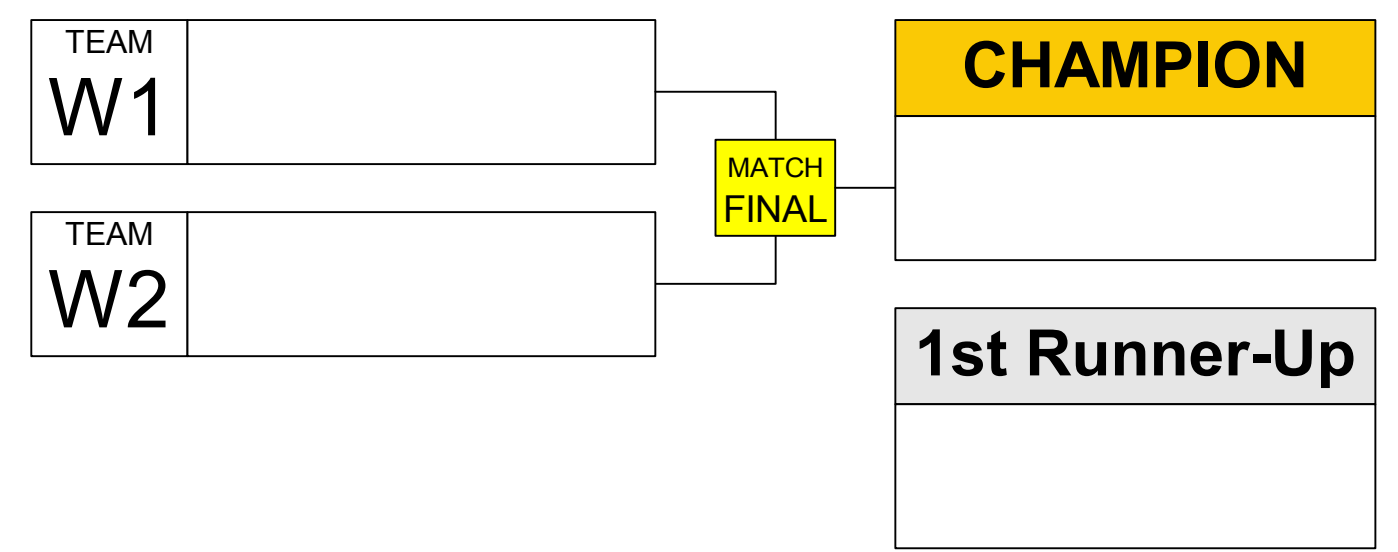 TEAM
W1
TEAM
W2
MATCH
FINAL
CHAMPION
1st Runner-Up